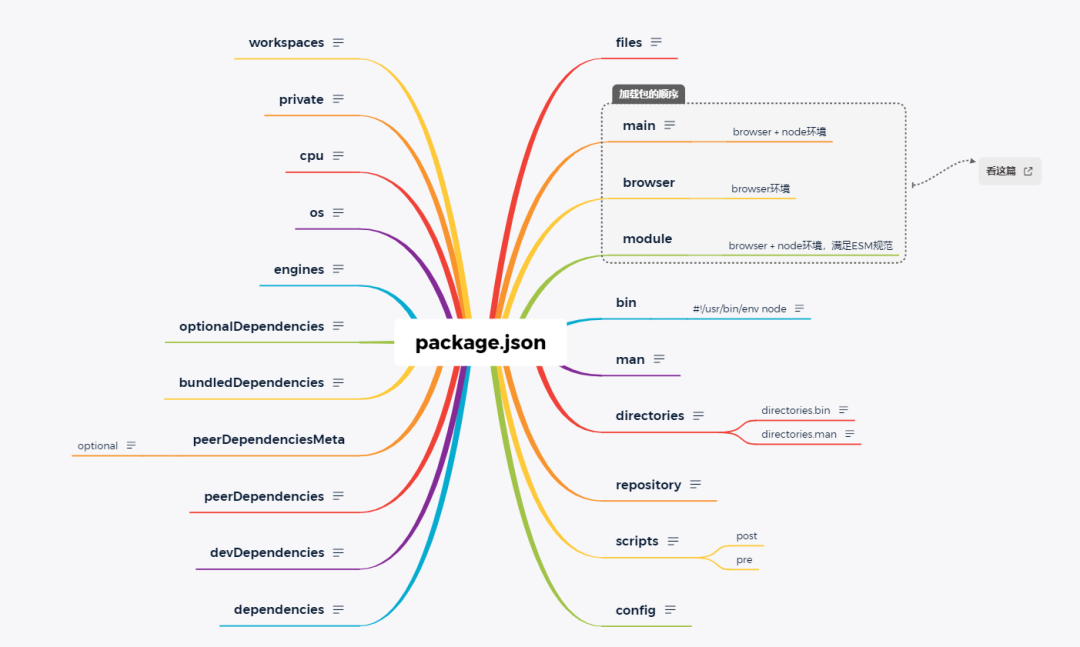 package.json
files
加载包的顺序
main
browser + node环境
browser
browser环境
module
browser + node环境，满足ESM规范
看这篇
bin
#!/usr/bin/env node
man
directories
directories.bin
directories.man
repository
scripts
post
pre
config
workspaces
private
cpu
os
engines
optionalDependencies
bundledDependencies
peerDependenciesMeta
optional
peerDependencies
devDependencies
dependencies